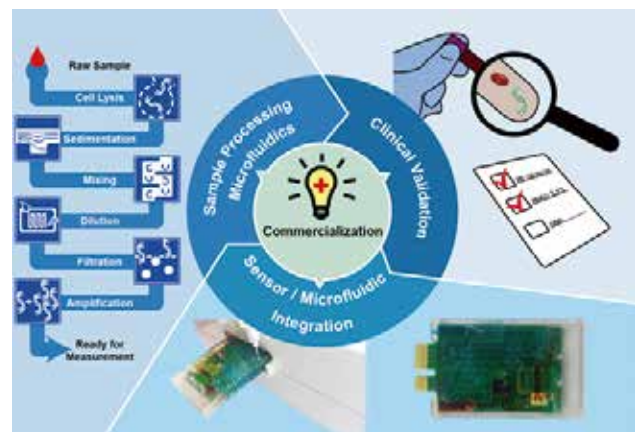 Raw Sample
Cell Lysis
Sedimentation
Mixing
Dilution
Filtration
Amplification
Ready for
Measurement
Sample Processing
Microfluidics
Clinical Validation
Commercialization
Sensor / Microfluidic
Integration